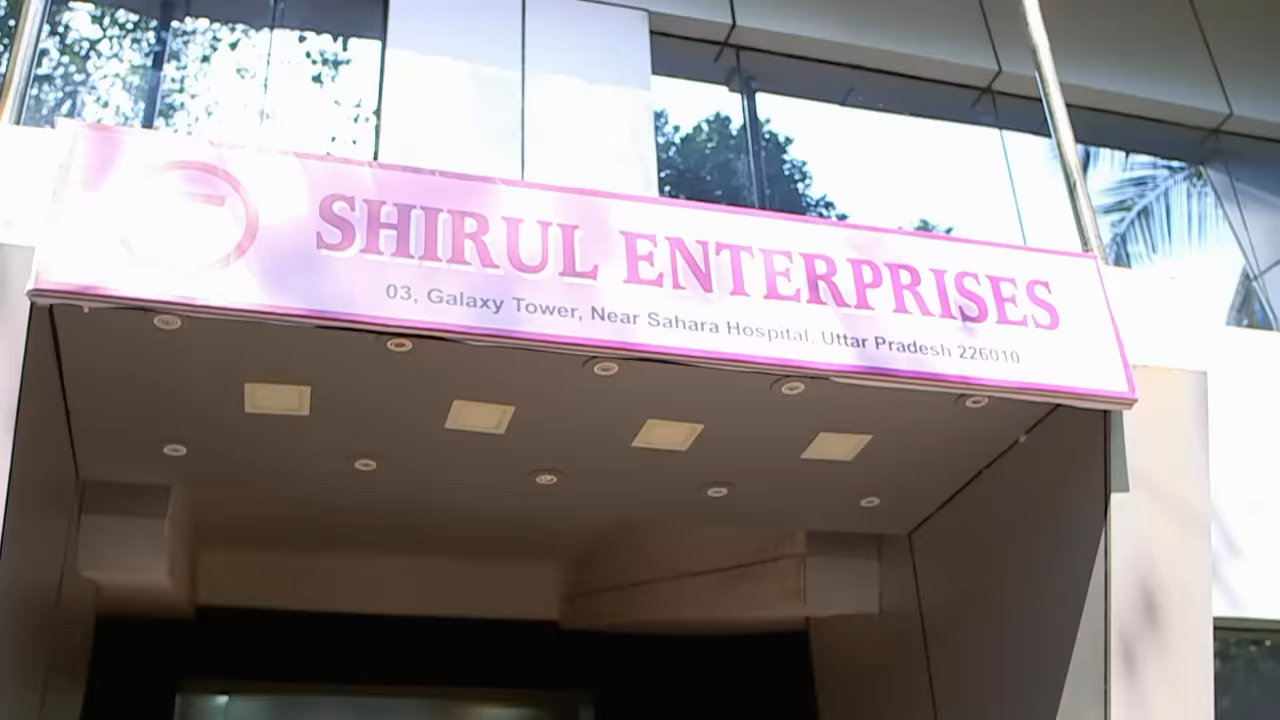 SHIRUL ENTERPRISES
03, Galaxy Tower, Near Sahara Hospital, Uttar Pradesh 226010